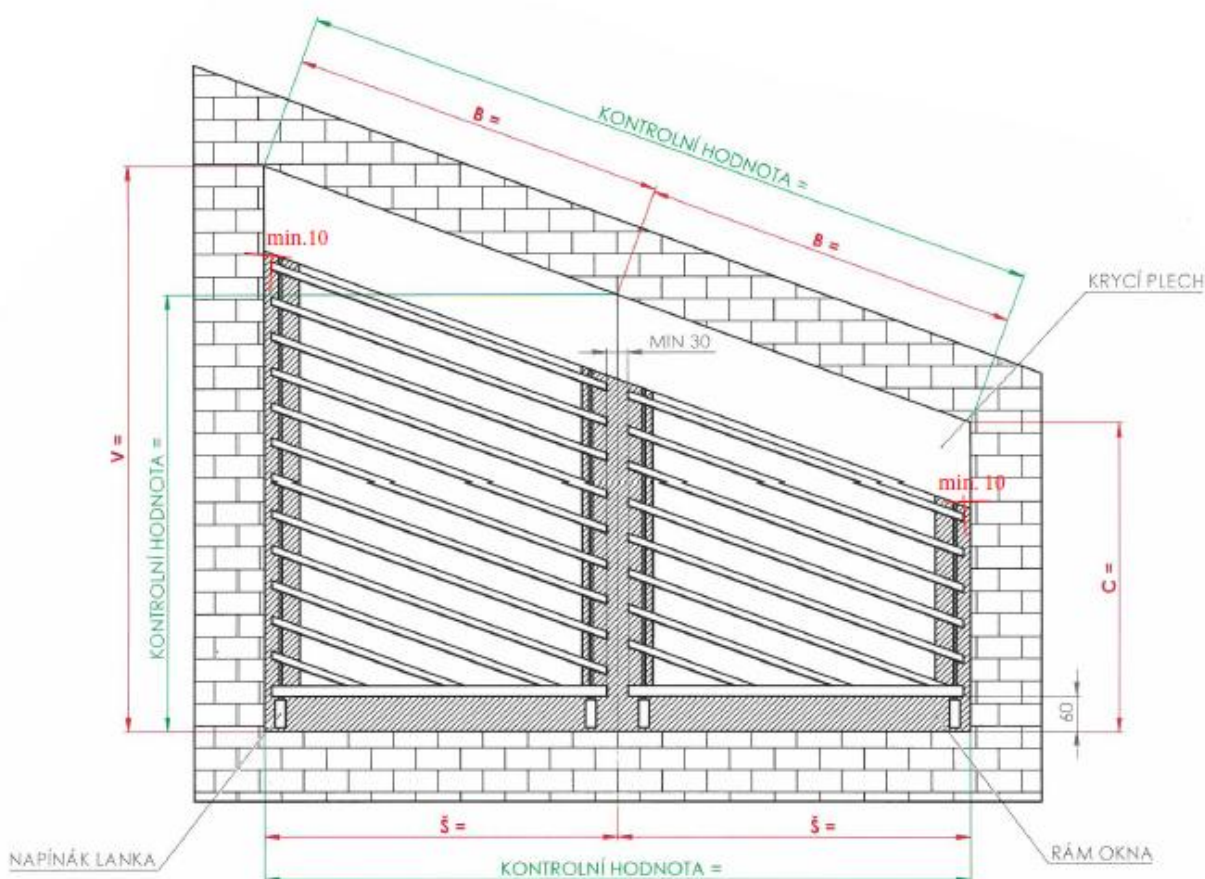 KONTROLNÍ HODNOTA =
B =
B =
min.10
KRYCÍ PLECH
MIN 30
V =
KONTROLNÍ HODNOTA =
min. 10
C =
60
Š =
Š =
NAPÍNÁK LANKA
KONTROLNÍ HODNOTA =
RÁM OKNA